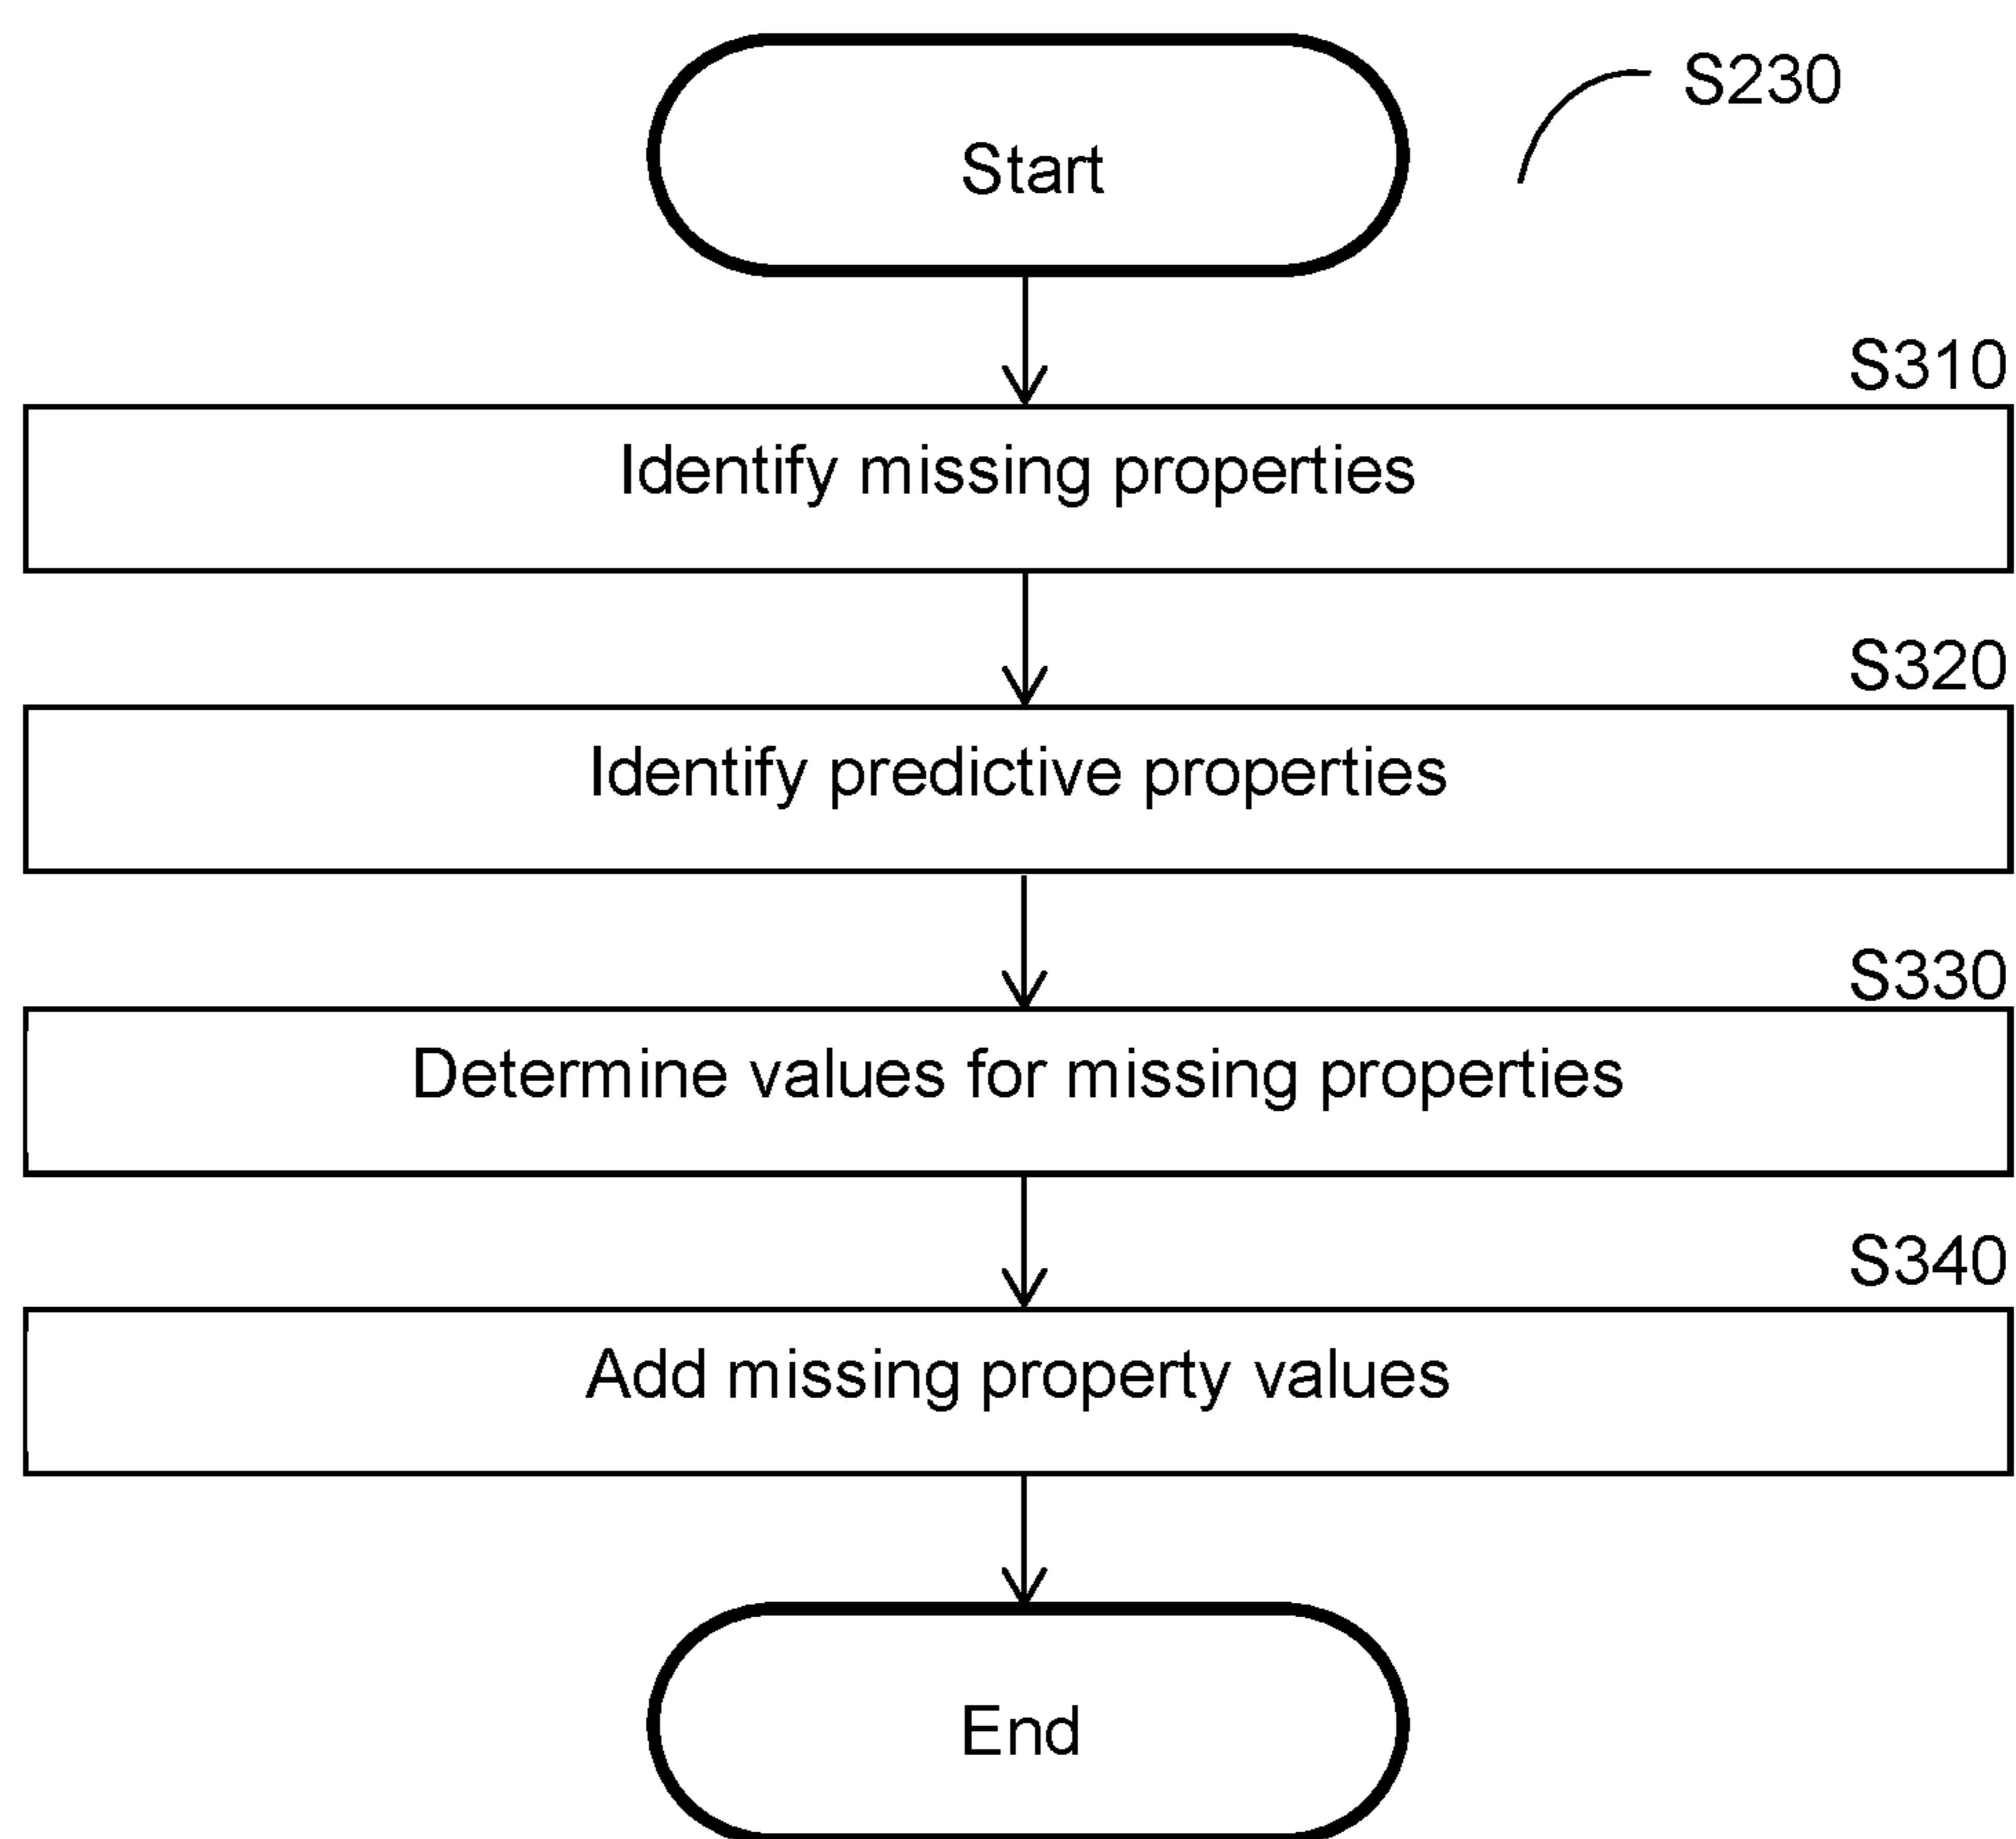 Start
S230
S310
Identify missing properties
S320
Identify predictive properties
S330
Determine values for missing properties
S340
Add missing property values
End